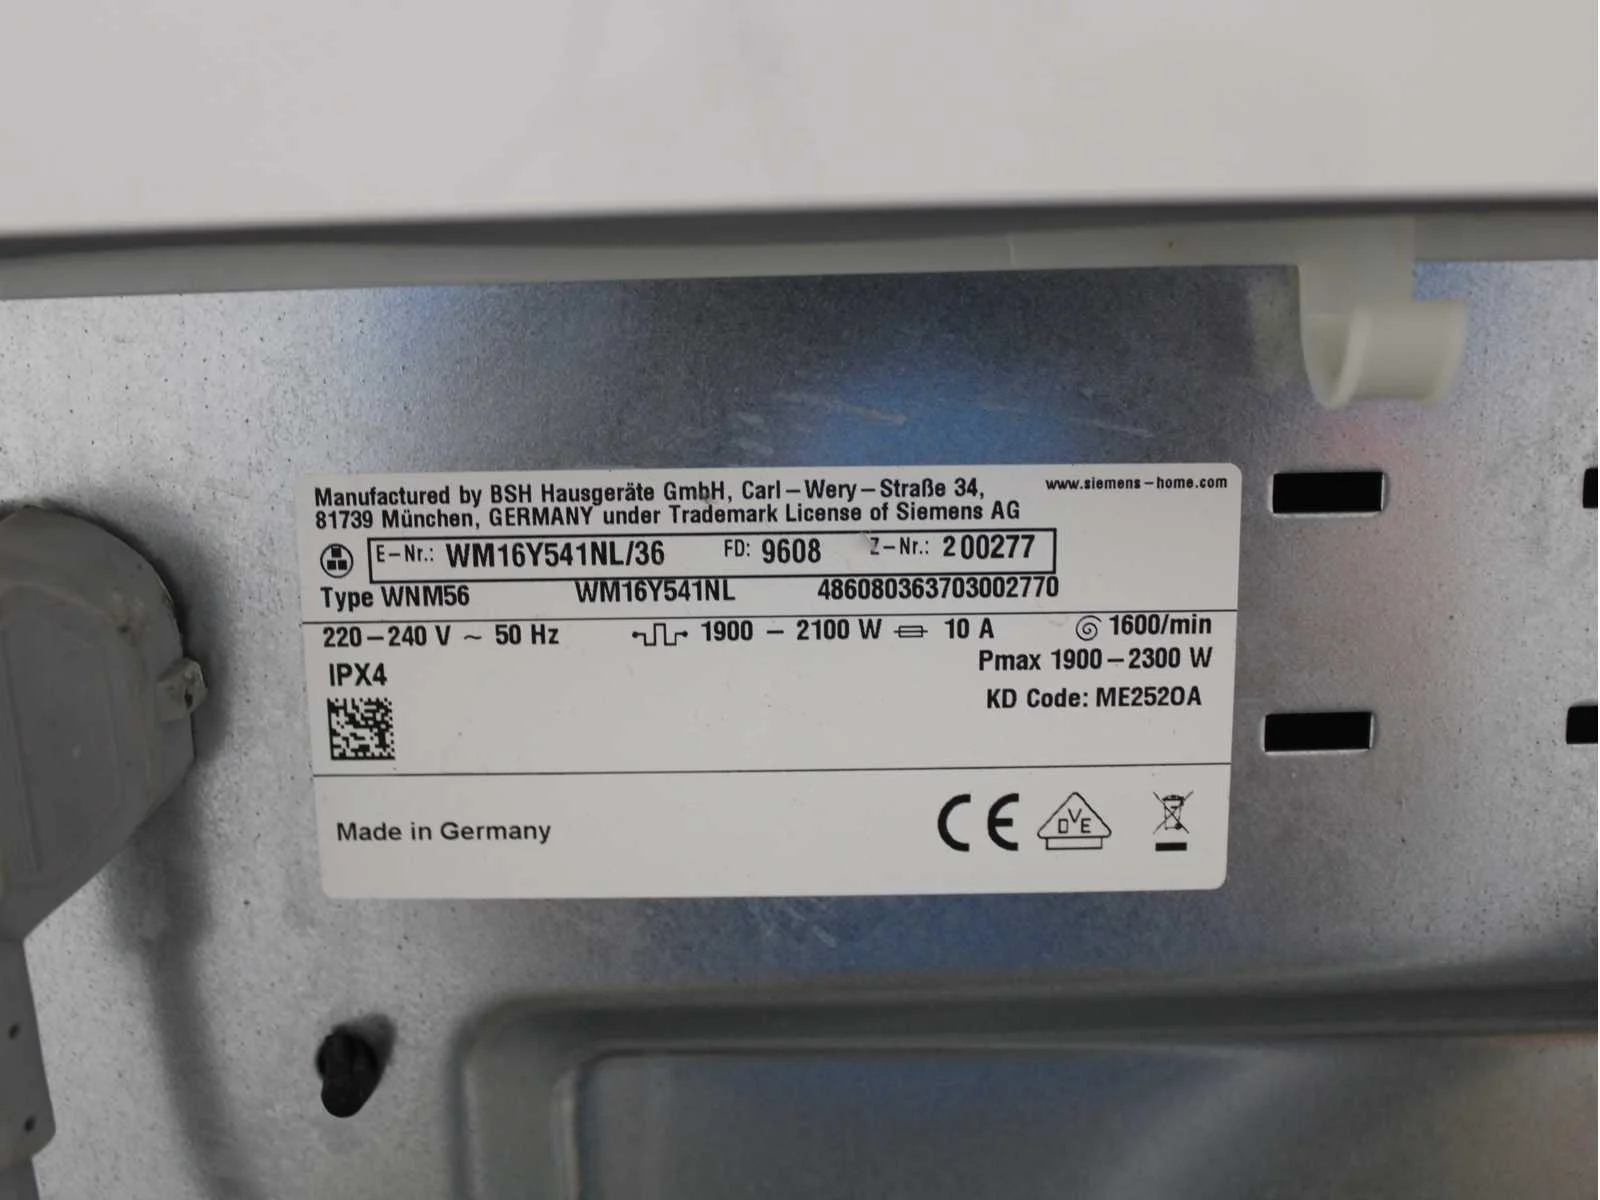 Manufactured by BSH Hausgeräte GmbH, Carl-Wery-Straße 34, www.siemens-home.com
81739 München, GERMANY under Trademark License of Siemens AG
E-Nr.: WM16Y541NL/36 FD: 9608 Z-Nr.: 200277
Type WNM56 WM16Y541NL 486080363703002770
220-240 V ~ 50 Hz 1900 - 2100 W 10 A 1600/min
IPX4 Pmax 1900-2300 W
KD Code: ME252OA
Made in Germany CE DVE